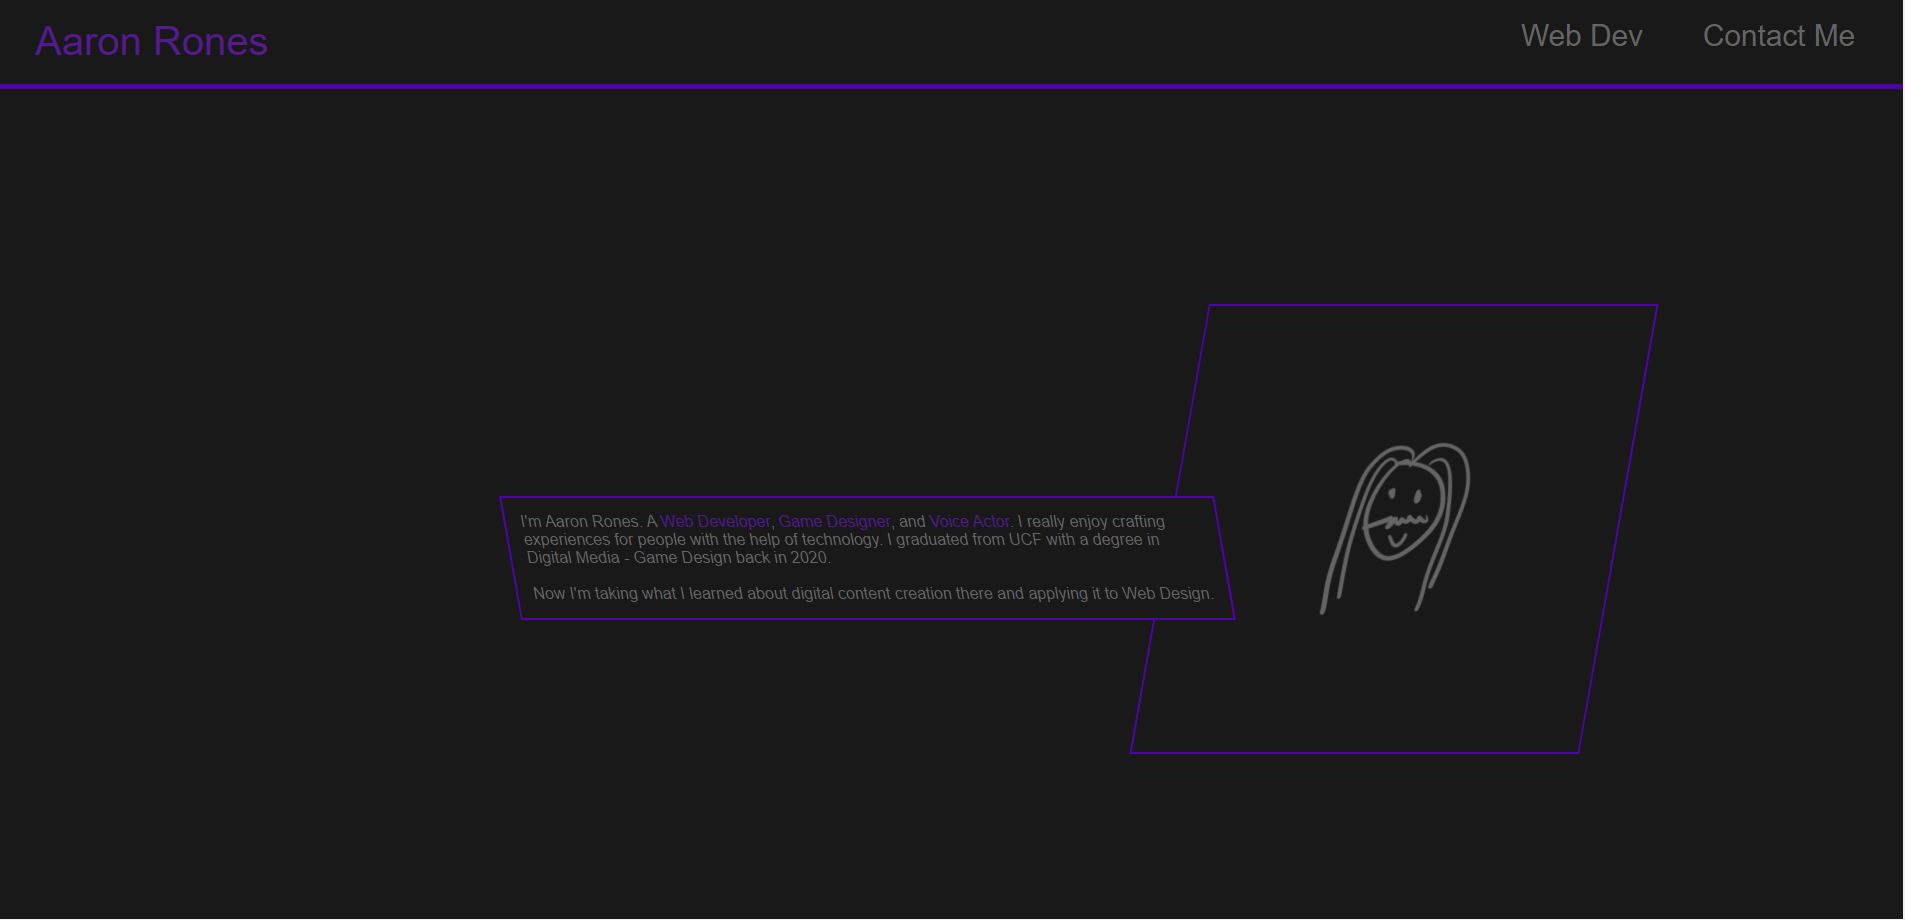 Aaron Rones
Web Dev
Contact Me
I'm Aaron Rones. A Web Developer, Game Designer, and Voice Actor. I really enjoy crafting
experiences for people with the help of technology. I graduated from UCF with a degree in
Digital Media - Game Design back in 2020.
Now I'm taking what I learned about digital content creation there and applying it to Web Design.